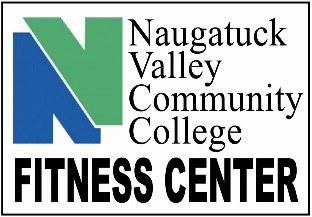 Naugatuck
Valley
Community
College
FITNESS CENTER